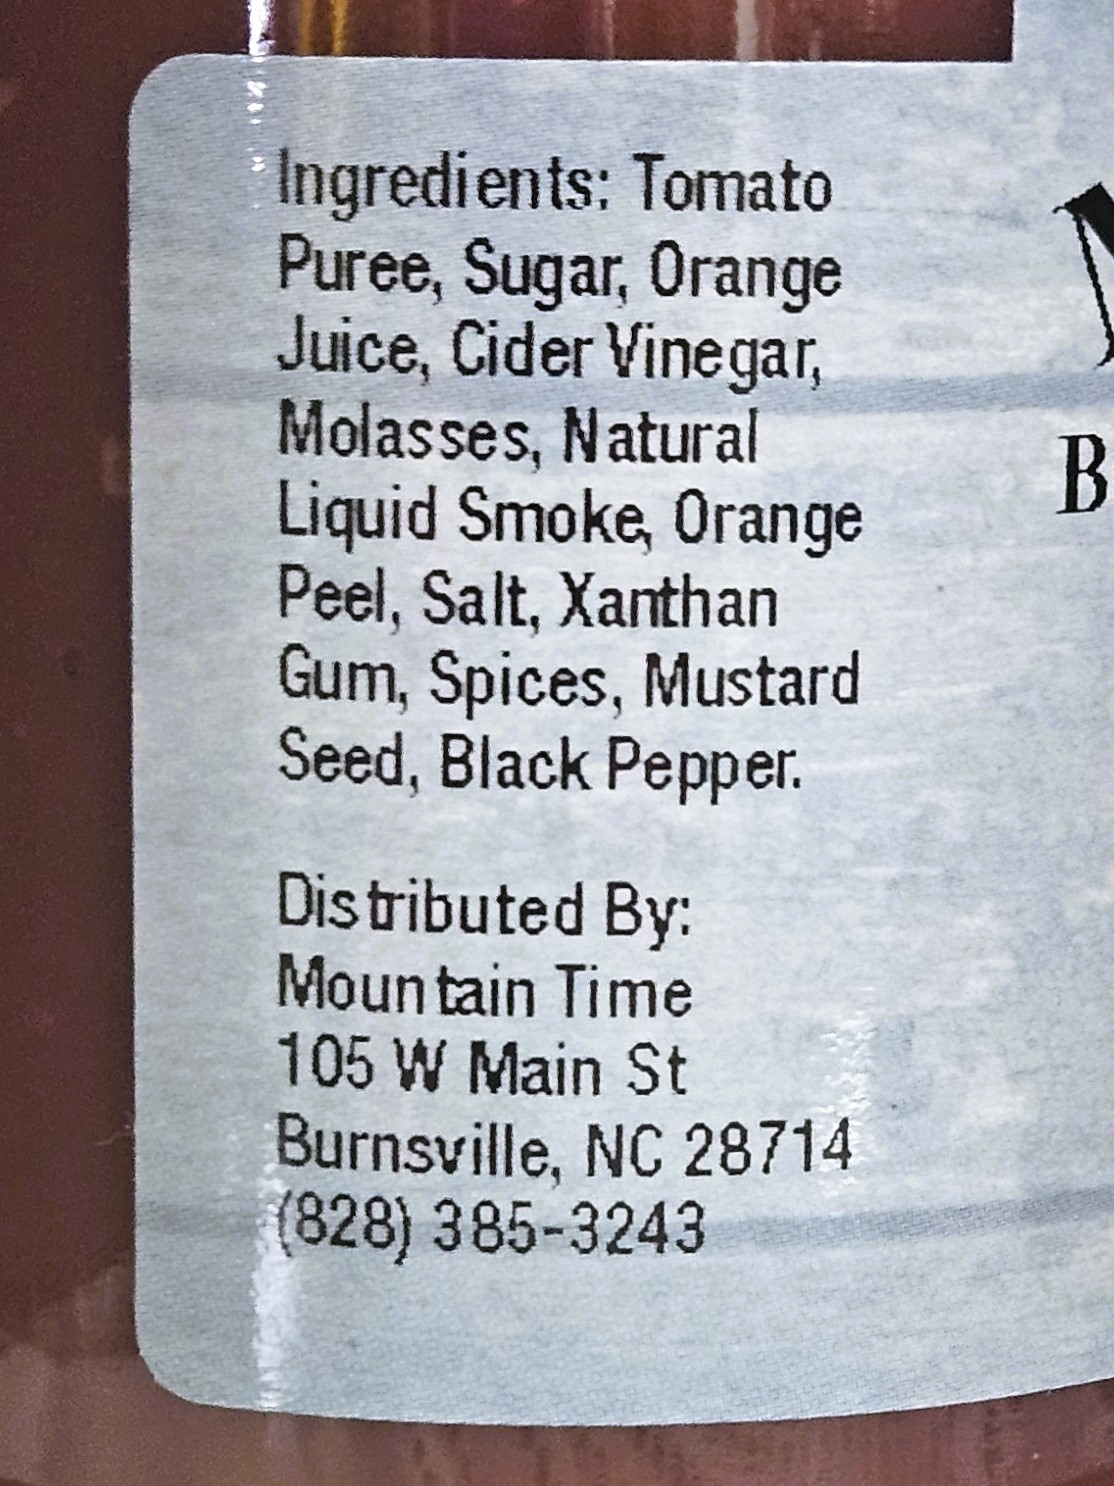 Ingredients: Tomato
Puree, Sugar, Orange
Juice, Cider Vinegar,
Molasses, Natural
Liquid Smoke, Orange
Peel, Salt, Xanthan
Gum, Spices, Mustard
Seed, Black Pepper.
Distributed By:
Mountain Time
105 W Main St
Burnsville, NC 28714
(828) 385-3243